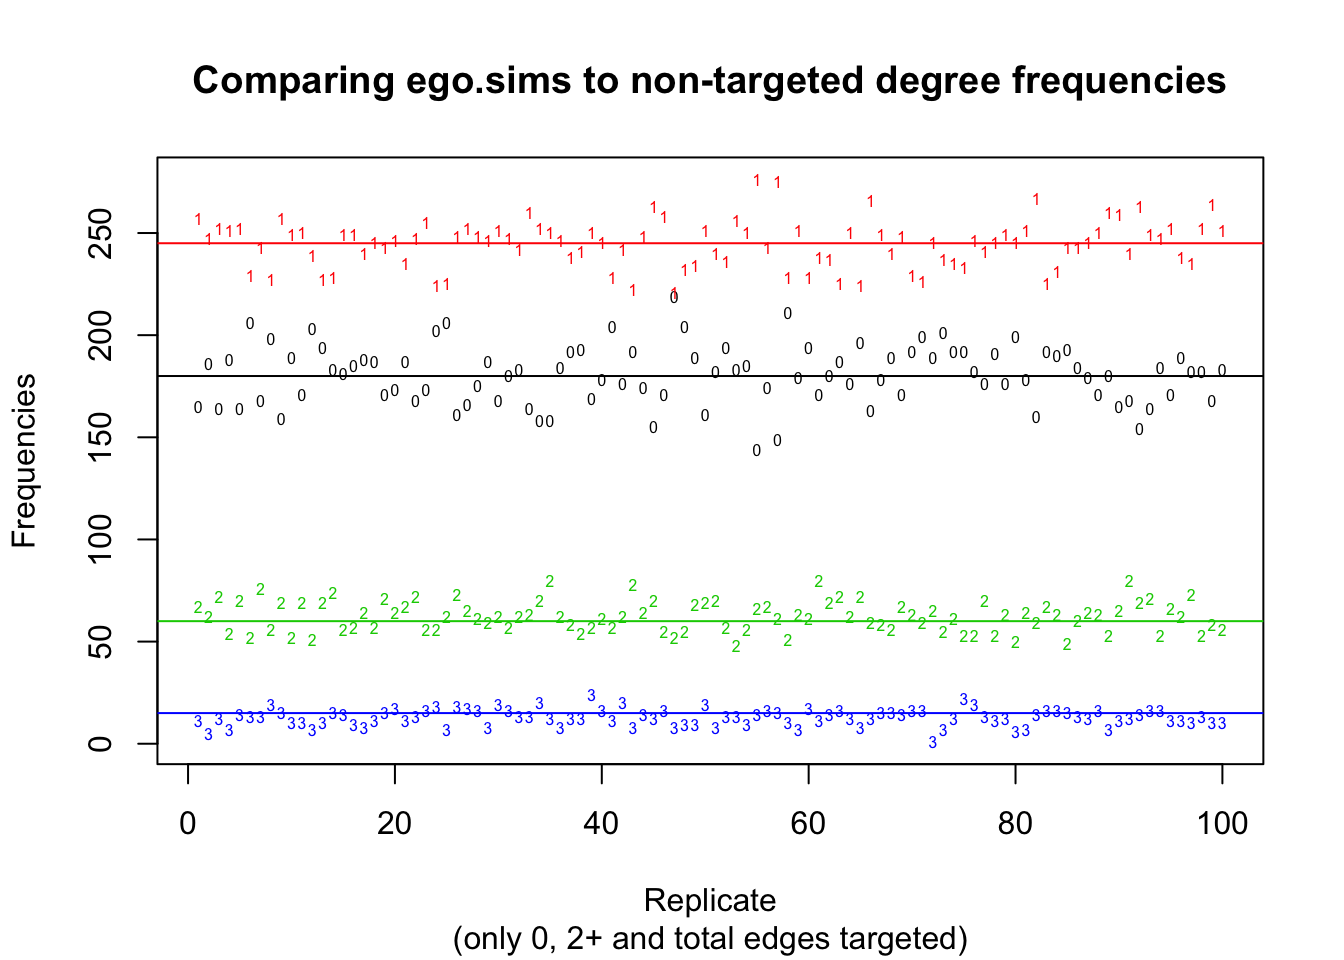 Comparing ego.sims to non-targeted degree frequencies
Frequencies
250
200
150
100
50
0
0 20 40 60 80 100
Replicate
(only 0, 2+ and total edges targeted)